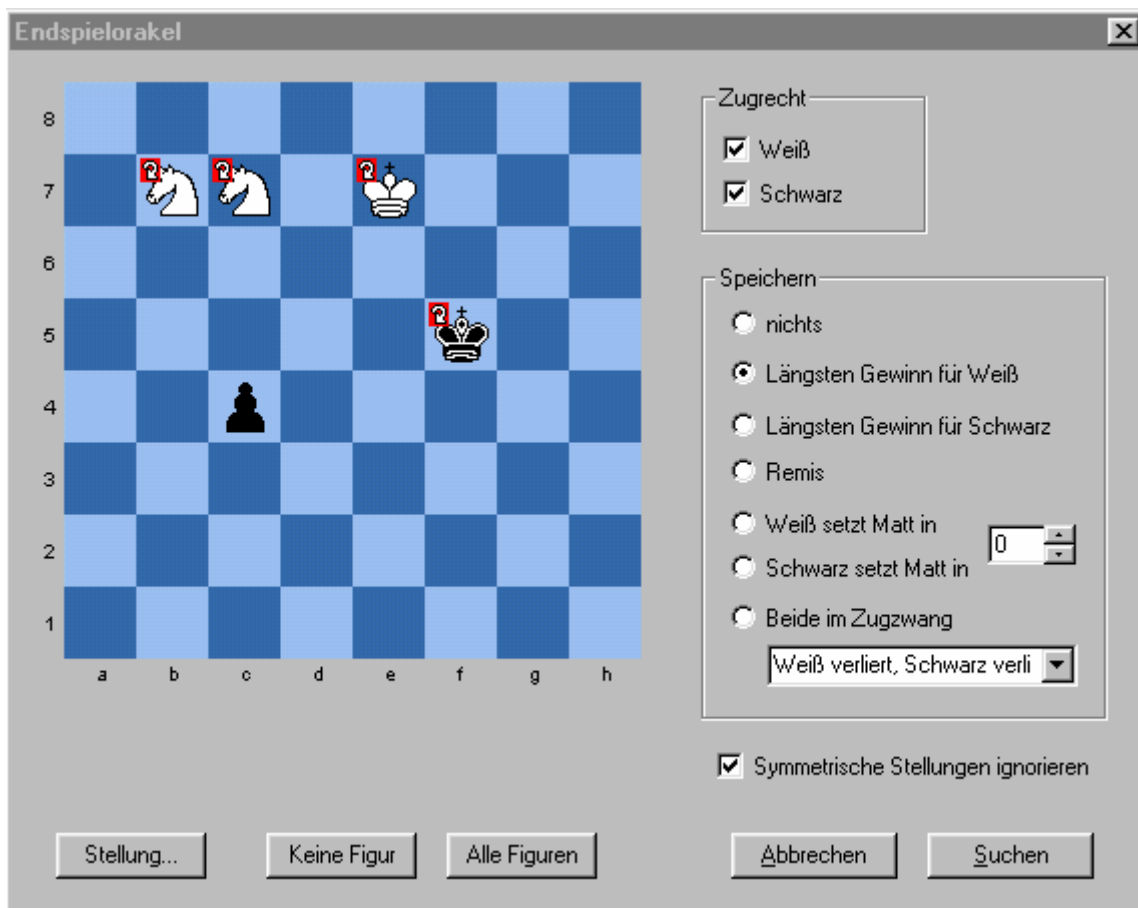 Endspielorakel
8
7
6
5
4
3
2
1
a b c d e f g h
Zugrecht
Weiß
Schwarz
Speichern
nichts
Längsten Gewinn für Weiß
Längsten Gewinn für Schwarz
Remis
Weiß setzt Matt in
0
Schwarz setzt Matt in
Beide im Zugzwang
Weiß verliert, Schwarz verli
Symmetrische Stellungen ignorieren
Stellung... Keine Figur Alle Figuren Abbrechen Suchen